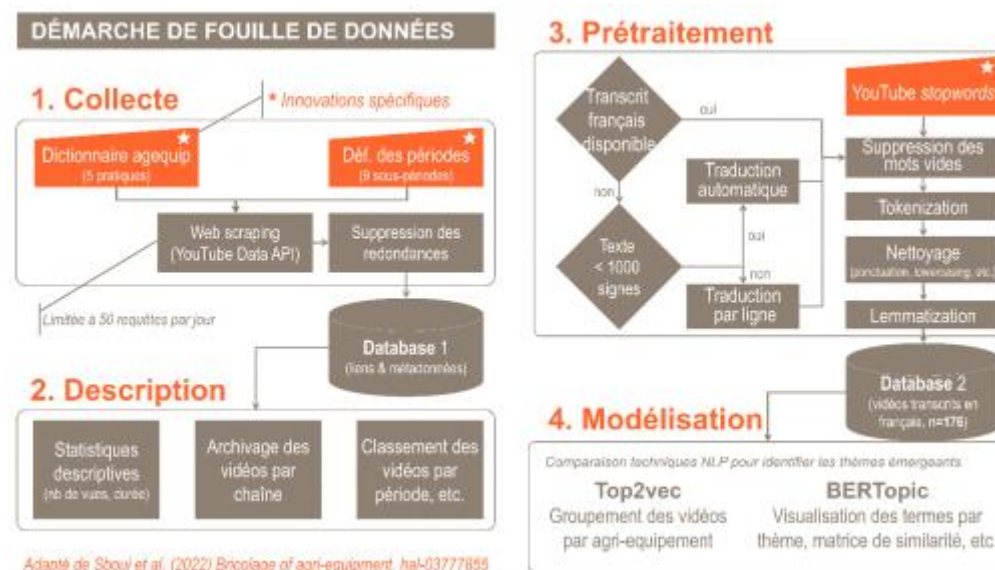 DÉMARCHE DE FOUILLE DE DONNÉES
1. Collecte
* Innovations spécifiques
Dictionnaire agequip
(5 pratiques)
Déf. des périodes
(9 sous-périodes)
Web scraping
(YouTube Data API)
Suppression des
redondances
Limitée à 50 requêtes par jour
Database 1
(liens & métadonnées)
2. Description
Statistiques
descriptives
(nb de vues, durée)
Archivage des
vidéos par
chaîne
Classement des
vidéos par
période, etc.
Adapté de Sboui et al. (2022) Bricolage of agri-equipment. hal-03777855
3. Prétraitement
Transcrit
français
disponible
oui
non
Texte
< 1000
signes
oui
non
Traduction
automatique
Traduction
par ligne
YouTube stopwords
Suppression des
mots vides
Tokenization
Nettoyage
(ponctuation, lowercasing, etc.)
Lemmatization
Database 2
(vidéos transcrits en
français, n=176)
4. Modélisation
Comparaison techniques NLP pour identifier les thèmes émergeants
Top2vec
Groupement des vidéos
par agri-equipement
BERTopic
Visualisation des termes par
thème, matrice de similarité, etc.